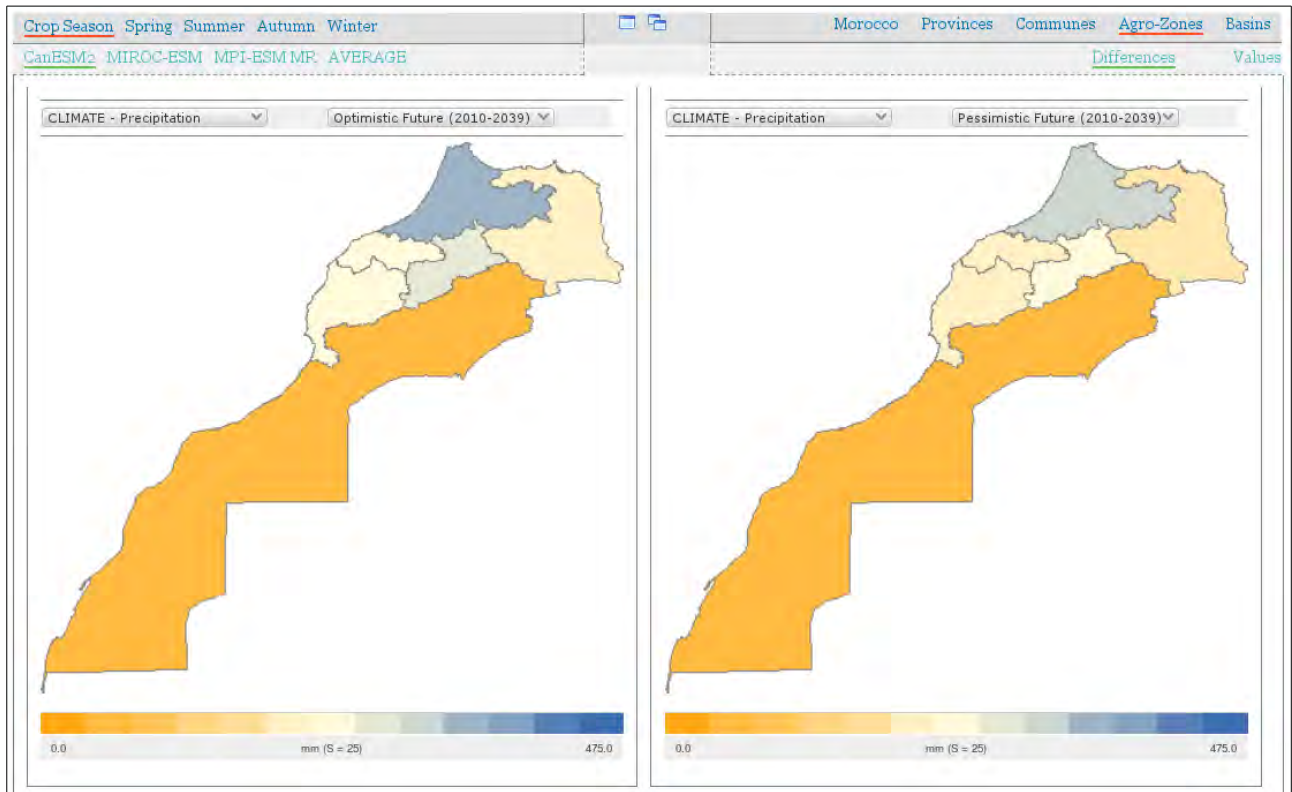 Crop Season Spring Summer Autumn Winter
Morocco Provinces Communes Agro-Zones Basins
CanESM2 MIROC-ESM MPI-ESM MR AVERAGE
Differences Values
CLIMATE - Precipitation Optimistic Future (2010-2039)
CLIMATE - Precipitation Pessimistic Future (2010-2039)
0.0 mm (S = 25) 475.0
0.0 mm (S = 25) 475.0